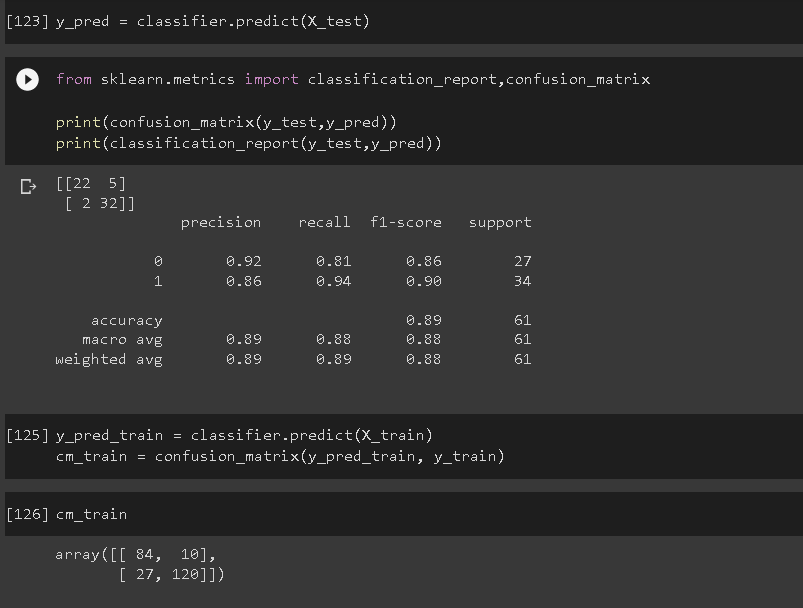 [123] y_pred = classifier.predict(X_test)
from sklearn.metrics import classification_report,confusion_matrix
print(confusion_matrix(y_test,y_pred))
print(classification_report(y_test,y_pred))
[[22  5]
 [ 2 32]]
              precision    recall  f1-score   support
           0       0.92      0.81      0.86        27
           1       0.86      0.94      0.90        34
    accuracy                           0.89        61
   macro avg       0.89      0.88      0.88        61
weighted avg       0.89      0.89      0.88        61
[125] y_pred_train = classifier.predict(X_train)
cm_train = confusion_matrix(y_pred_train, y_train)
[126] cm_train
array([[ 84,  10],
       [ 27, 120]])